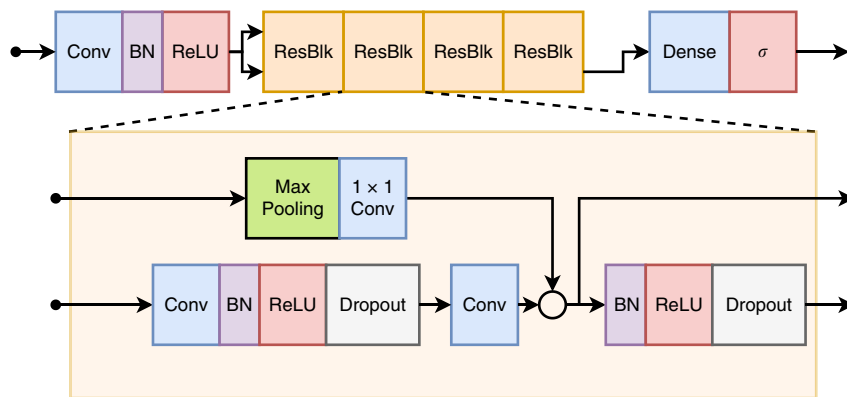 Conv BN ReLU ResBlk ResBlk ResBlk ResBlk Dense σ
Max
Pooling
1 × 1
Conv
Conv BN ReLU Dropout Conv BN ReLU Dropout